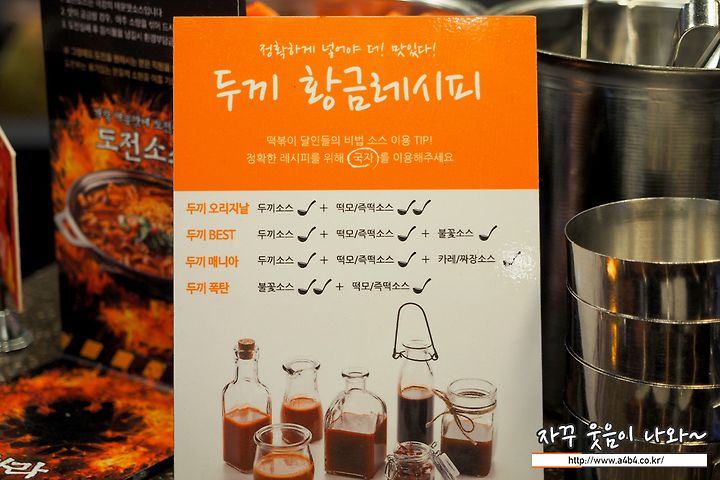 정확하게 넣어야 더! 맛있다!
두끼 황금레시피
떡볶이 달인들의 비법 소스 이용 TIP!
정확한 레시피를 위해 국자를 이용해주세요
두끼 오리지날 두끼소스 + 떡모/즉떡소스
두끼 BEST 두끼소스 + 떡모/즉떡소스 + 불꽃소스
두끼 매니아 두끼소스 + 떡모/즉떡소스 + 카레/짜장소스
두끼 폭탄 불꽃소스 + 떡모/즉떡소스
도전소스
자꾸 웃음이 나와~
http://www.a4b4.co.kr/